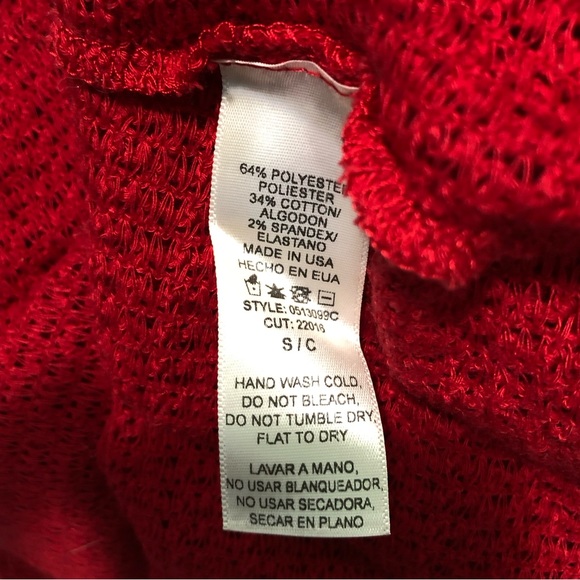 64% POLYESTER
POLIESTER
34% COTTON/
ALGODON
2% SPANDEX/
ELASTANO
MADE IN USA
HECHO EN EUA
STYLE: 0513099C
CUT: 22016
S / C
HAND WASH COLD,
DO NOT BLEACH,
DO NOT TUMBLE DRY,
FLAT TO DRY
LAVAR A MANO,
NO USAR BLANQUEADOR,
NO USAR SECADORA,
SECAR EN PLANO